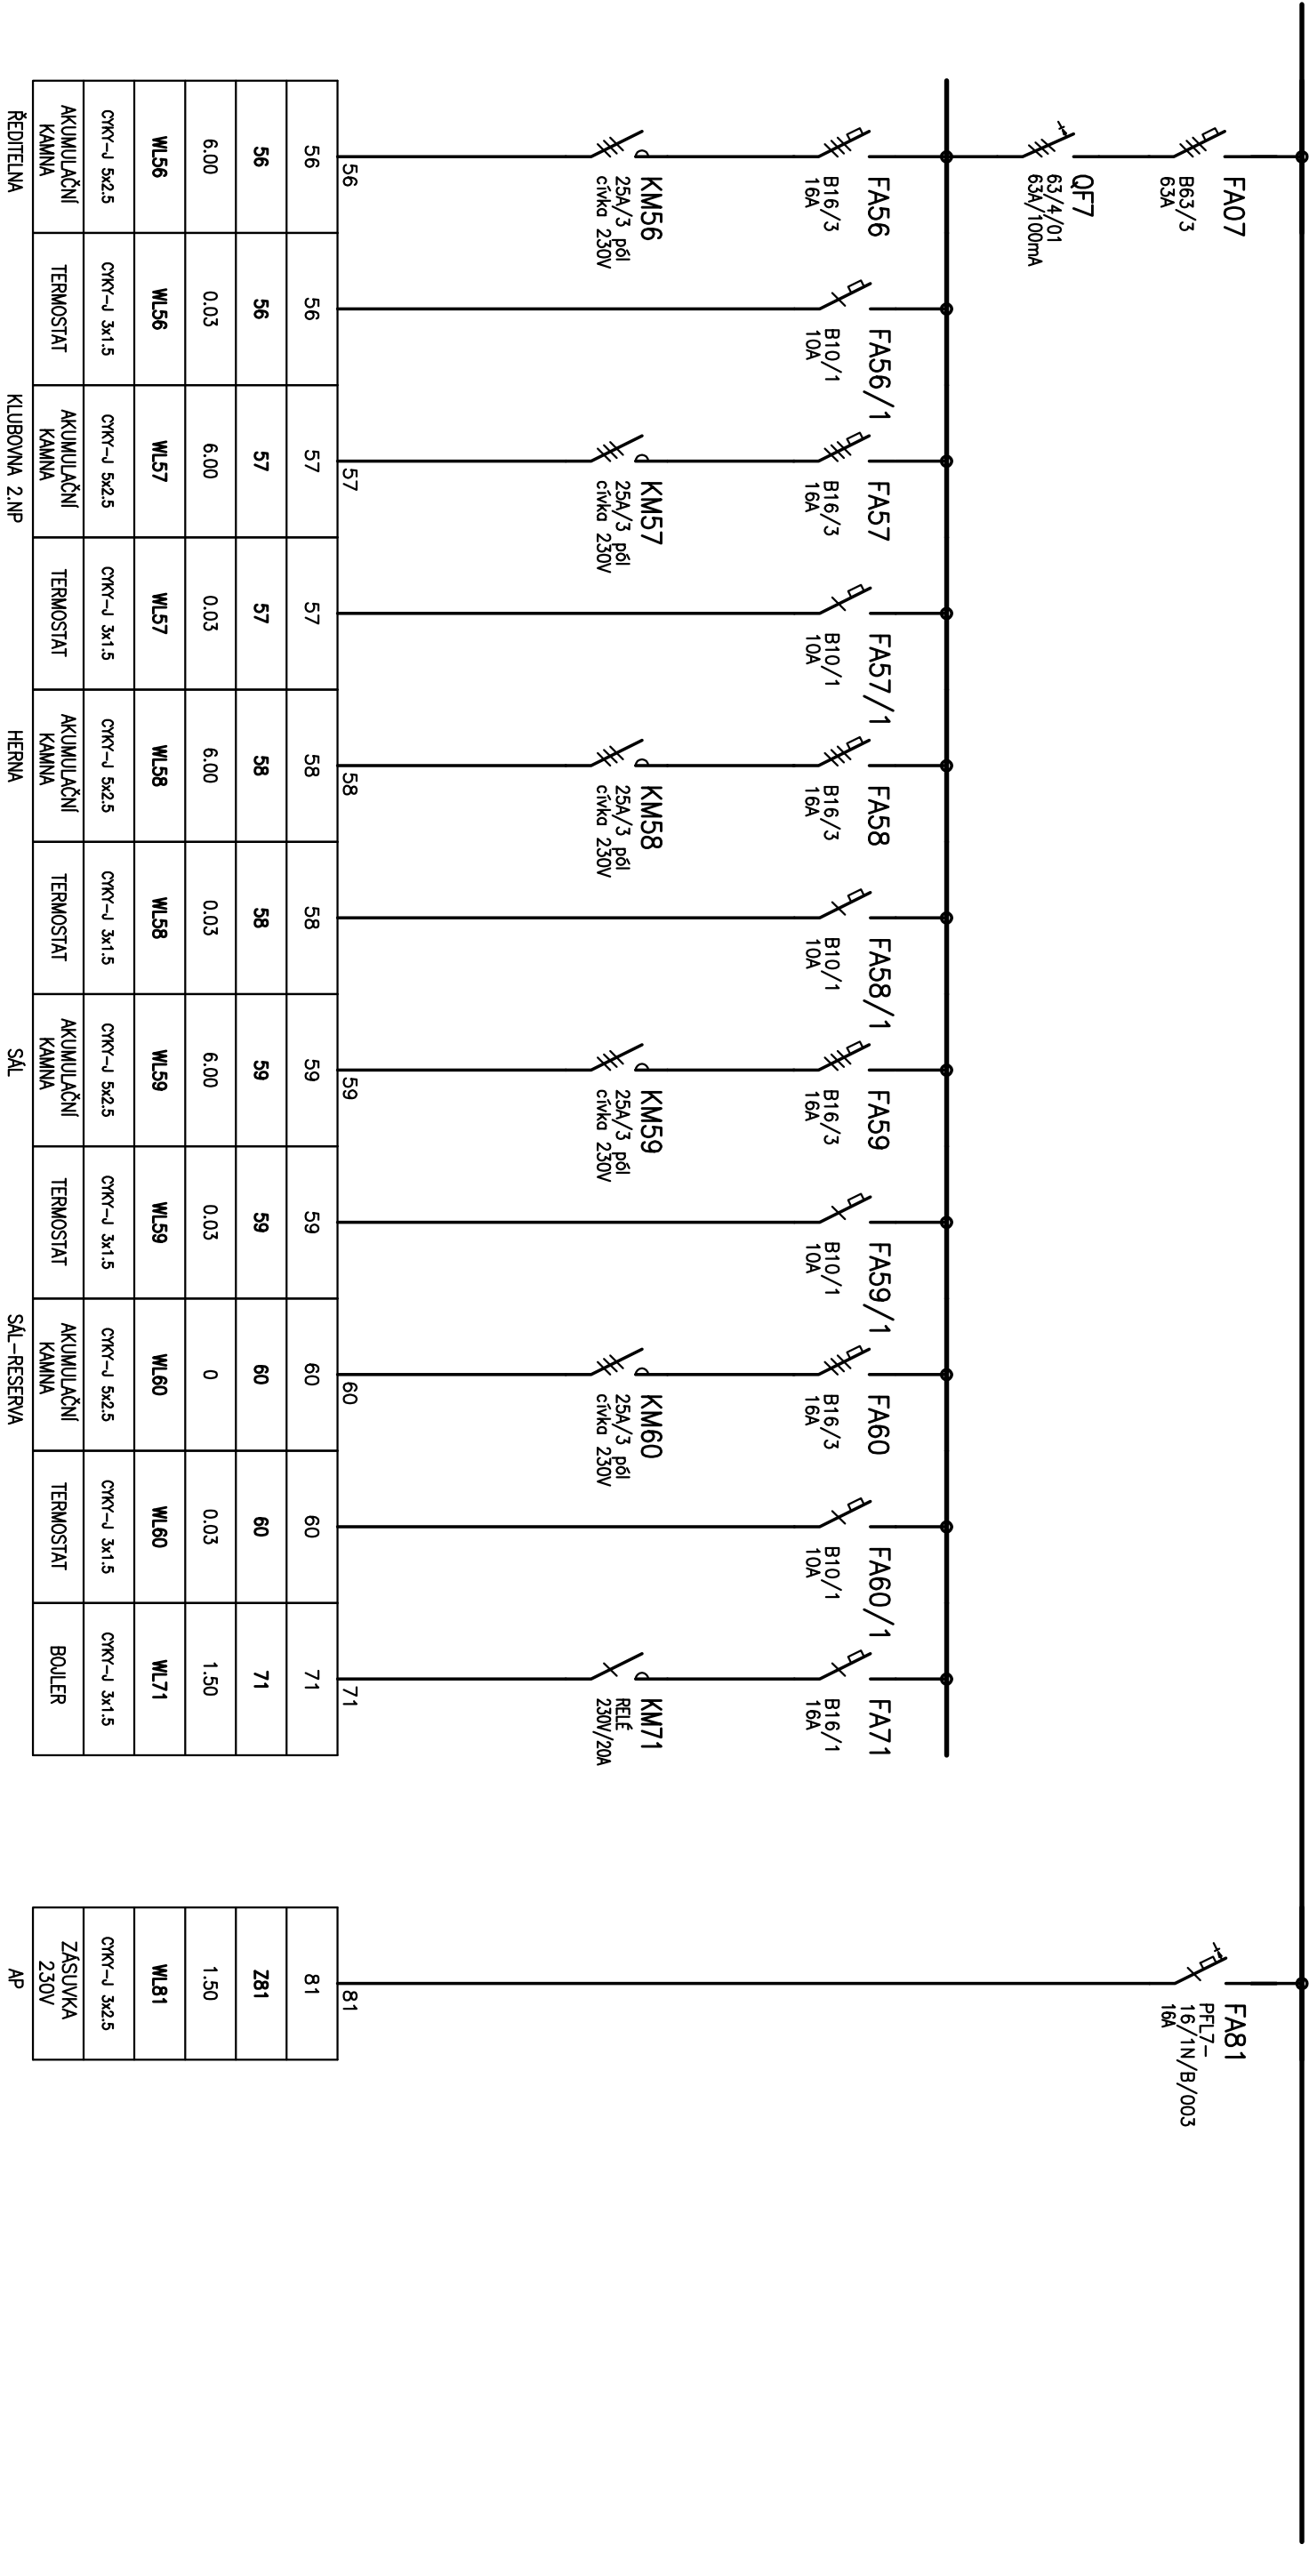 FA07
B63/3
63A
QF7
63/4/01
63A/100mA
FA81
PFL7-
16/1N/B/003
16A
FA56
B16/3
16A
FA56/1
B10/1
10A
FA57
B16/3
16A
FA57/1
B10/1
10A
FA58
B16/3
16A
FA58/1
B10/1
10A
FA59
B16/3
16A
FA59/1
B10/1
10A
FA60
B16/3
16A
FA60/1
B10/1
10A
FA71
B16/1
16A
KM56
25A/3 pól
cívka 230V
KM57
25A/3 pól
cívka 230V
KM58
25A/3 pól
cívka 230V
KM59
25A/3 pól
cívka 230V
KM60
25A/3 pól
cívka 230V
KM71
RELÉ
230V/20A
56 57 58 59 60 71 81
56 56 57 57 58 58 59 59 60 60 71 81
56 56 57 57 58 58 59 59 60 60 71 Z81
6.00 0.03 6.00 0.03 6.00 0.03 6.00 0.03 0 0.03 1.50 1.50
WL56 WL56 WL57 WL57 WL58 WL58 WL59 WL59 WL60 WL60 WL71 WL81
CYKY-J 5x2.5 CYKY-J 3x1.5 CYKY-J 5x2.5 CYKY-J 3x1.5 CYKY-J 5x2.5 CYKY-J 3x1.5 CYKY-J 5x2.5 CYKY-J 3x1.5 CYKY-J 5x2.5 CYKY-J 3x1.5 CYKY-J 3x1.5 CYKY-J 3x2.5
AKUMULAČNÍ
KAMNA
TERMOSTAT
AKUMULAČNÍ
KAMNA
TERMOSTAT
AKUMULAČNÍ
KAMNA
TERMOSTAT
AKUMULAČNÍ
KAMNA
TERMOSTAT
AKUMULAČNÍ
KAMNA
TERMOSTAT
BOJLER
ZÁSUVKA
230V
ŘEDITELNA KLUBOVNA 2.NP HERNA SÁL SÁL-RESERVA AP